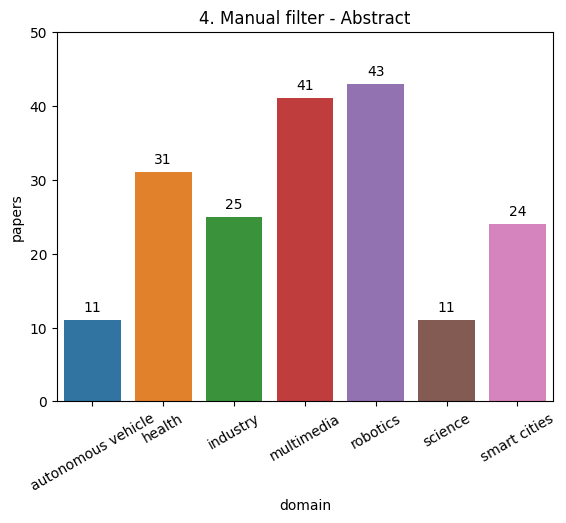 4. Manual filter - Abstract
50
40
30
20
10
0
papers
11
31
25
41
43
11
24
autonomous vehicle
health
industry
multimedia
robotics
science
smart cities
domain